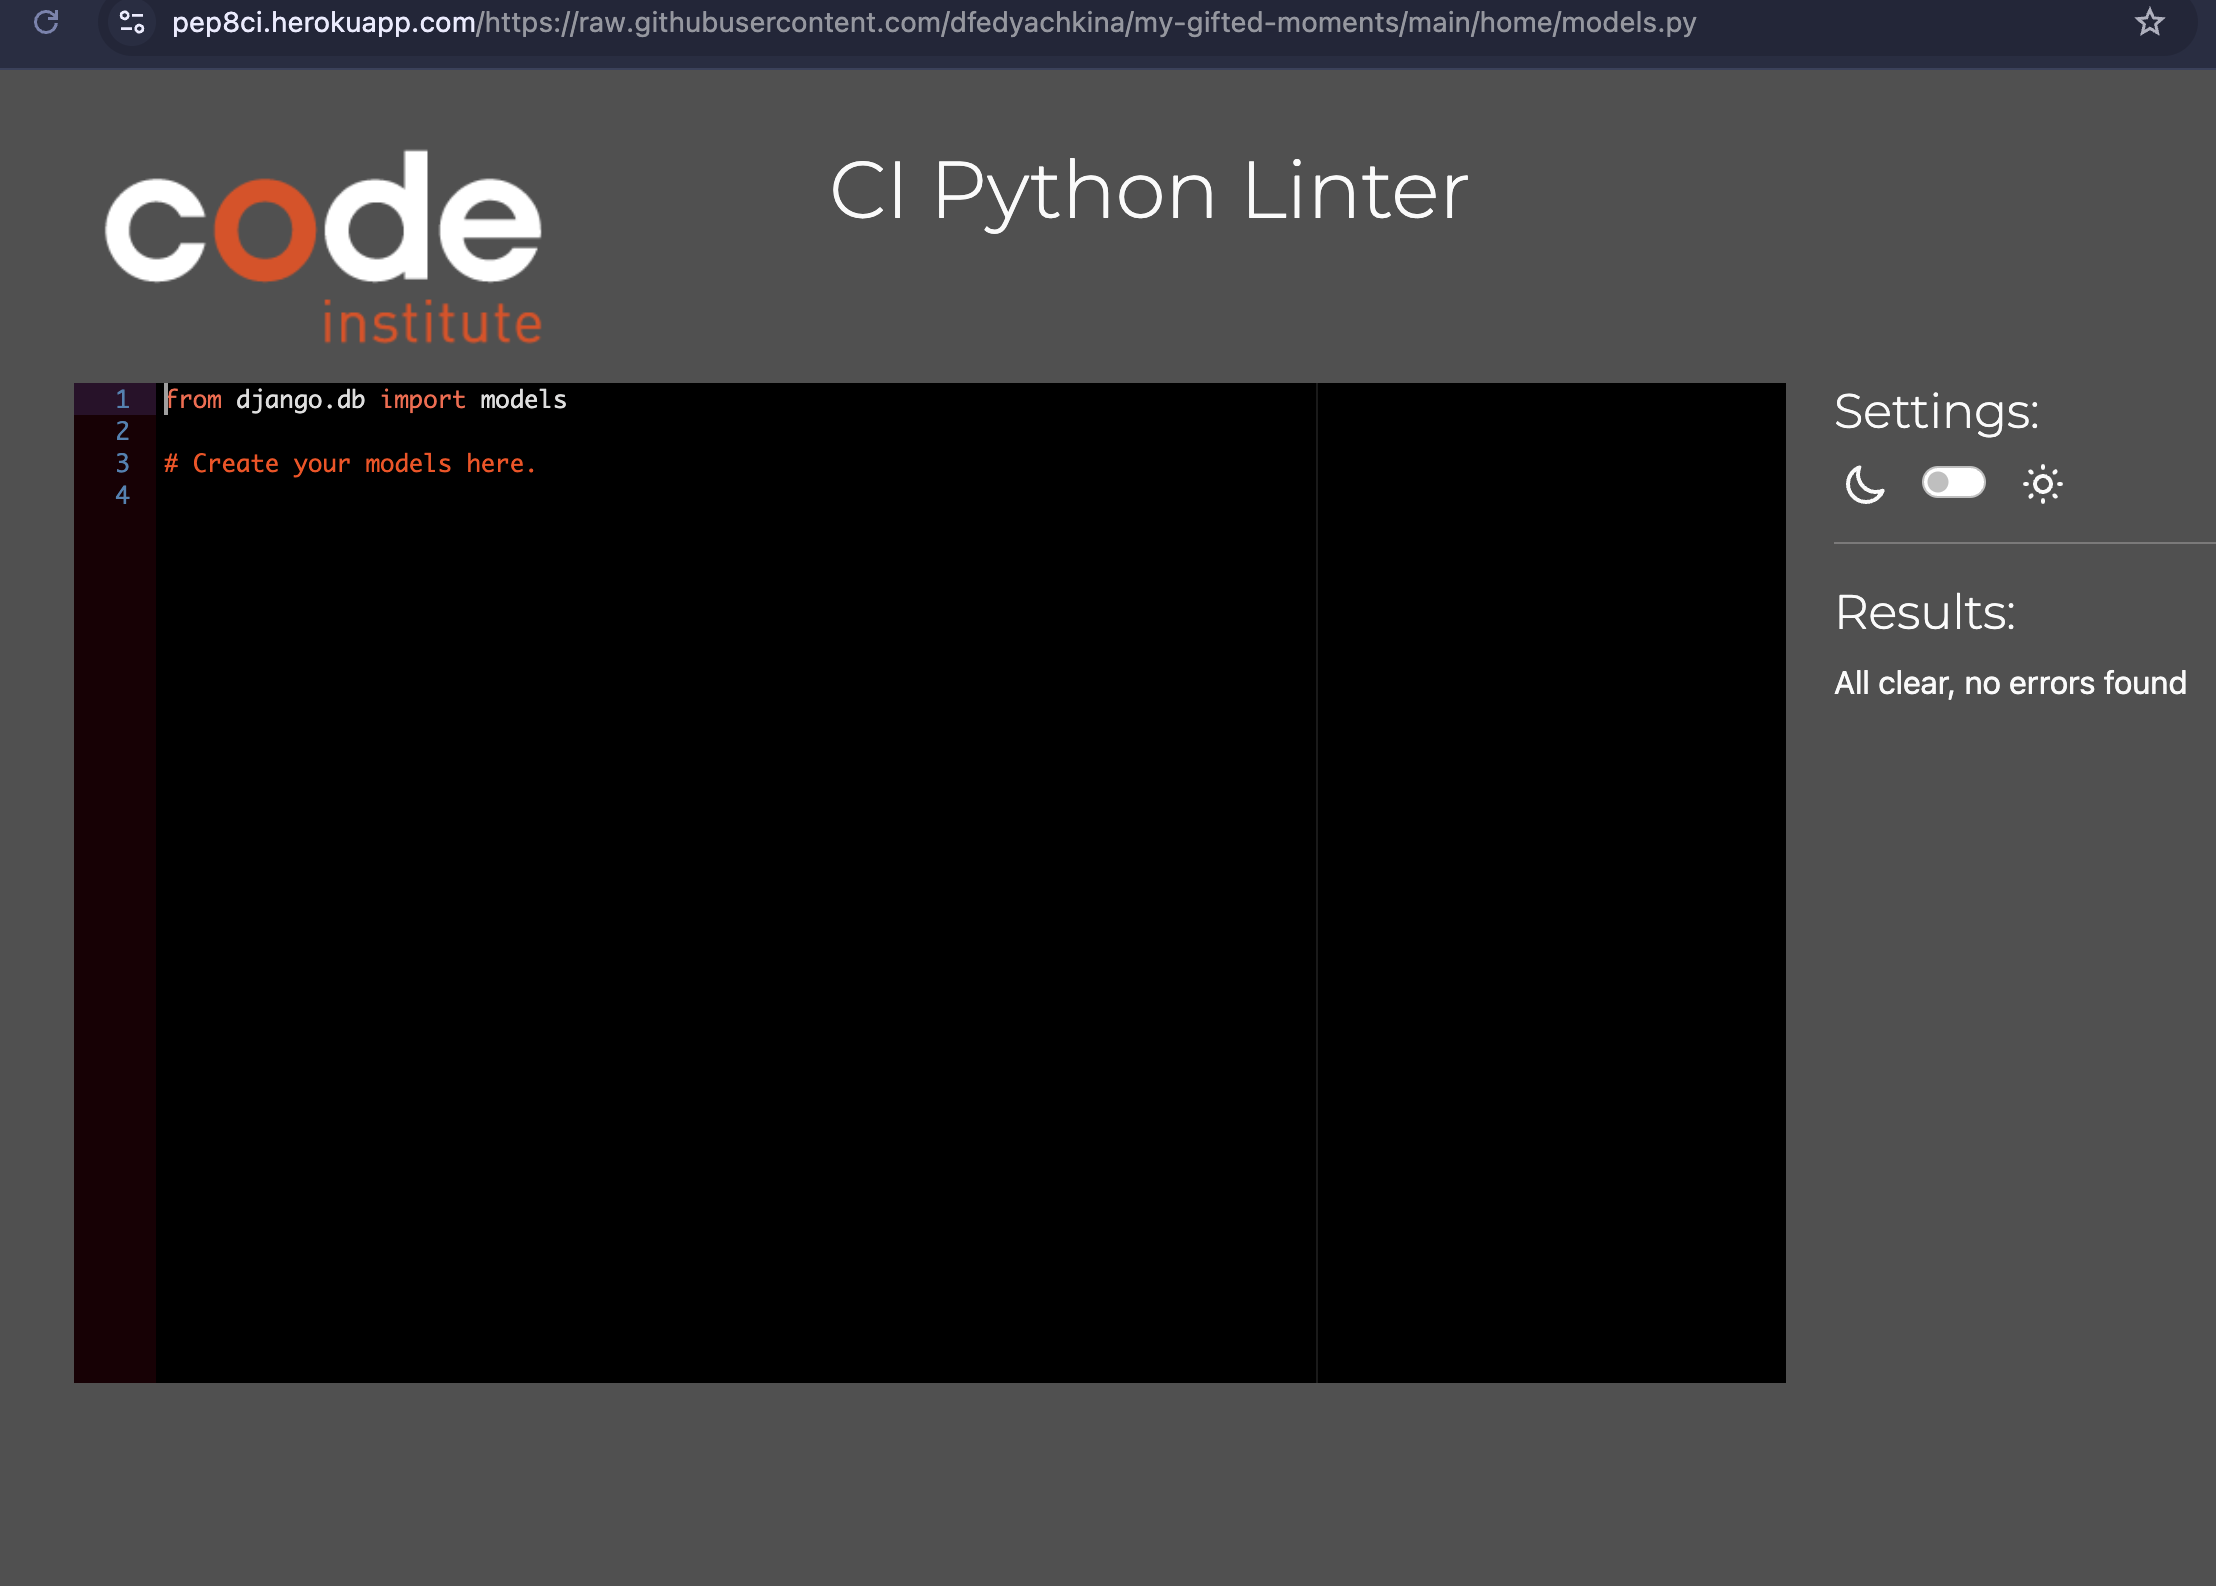 pep8ci.herokuapp.com/https://raw.githubusercontent.com/dfedyachkina/my-gifted-moments/main/home/models.py
code
institute
CI Python Linter
1 from django.db import models
2
3 # Create your models here.
4
Settings:
Results:
All clear, no errors found